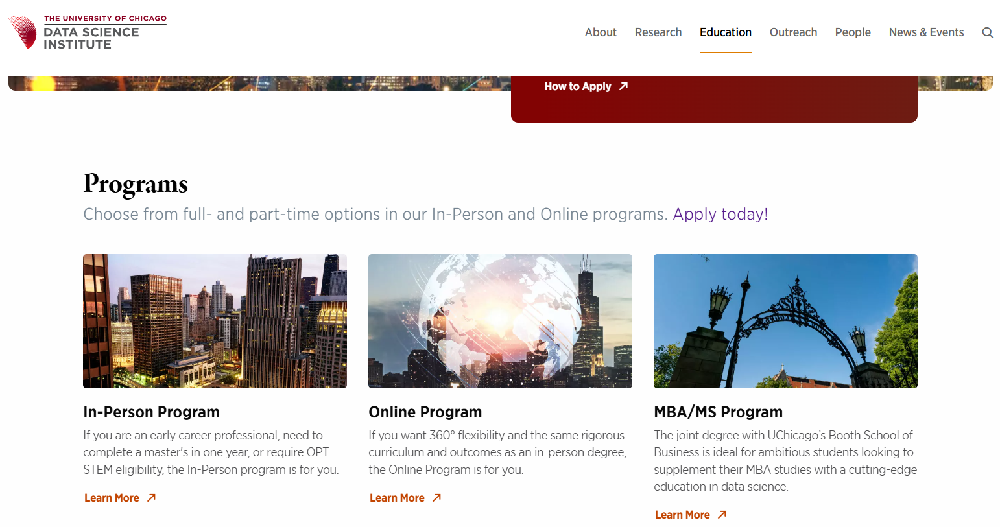 THE UNIVERSITY OF CHICAGO
DATA SCIENCE
INSTITUTE
About
Research
Education
Outreach
People
News & Events
How to Apply
Programs
Choose from full- and part-time options in our In-Person and Online programs. Apply today!
In-Person Program
If you are an early career professional, need to
complete a master's in one year, or require OPT
STEM eligibility, the In-Person program is for you.
Learn More
Online Program
If you want 360° flexibility and the same rigorous
curriculum and outcomes as an in-person degree,
the Online Program is for you.
Learn More
MBA/MS Program
The joint degree with UChicago’s Booth School of
Business is ideal for ambitious students looking to
supplement their MBA studies with a cutting-edge
education in data science.
Learn More